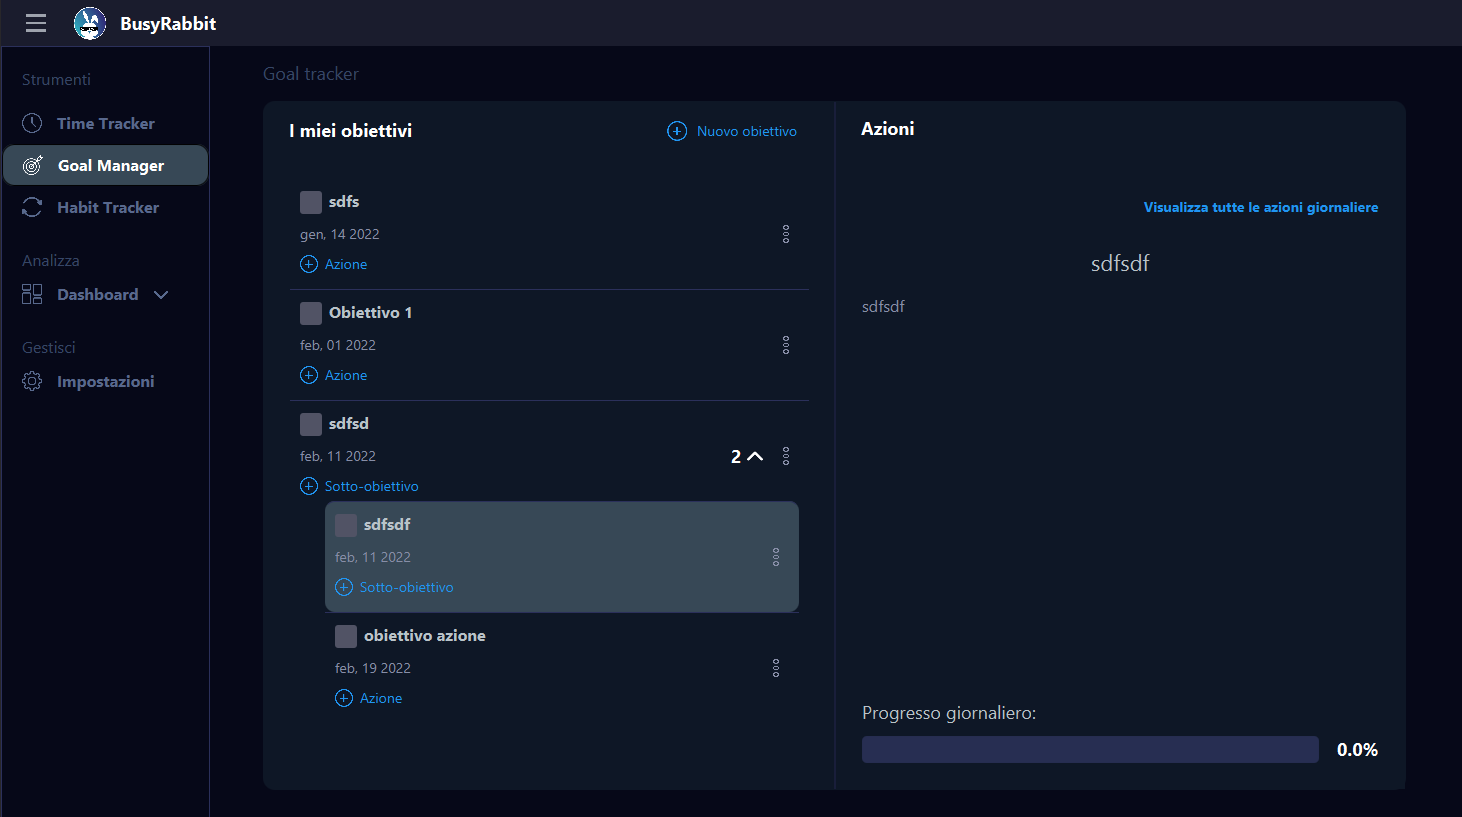 BusyRabbit
Strumenti
Time Tracker
Goal Manager
Habit Tracker
Analizza
Dashboard
Gestisci
Impostazioni
Goal tracker
I miei obiettivi
Nuovo obiettivo
sdfs
gen, 14 2022
Azione
Obiettivo 1
feb, 01 2022
Azione
sdfsd
feb, 11 2022
2
Sotto-obiettivo
sdfsdf
feb, 11 2022
Sotto-obiettivo
obiettivo azione
feb, 19 2022
Azione
Azioni
Visualizza tutte le azioni giornaliere
sdfsdf
sdfsdf
Progresso giornaliero:
0.0%